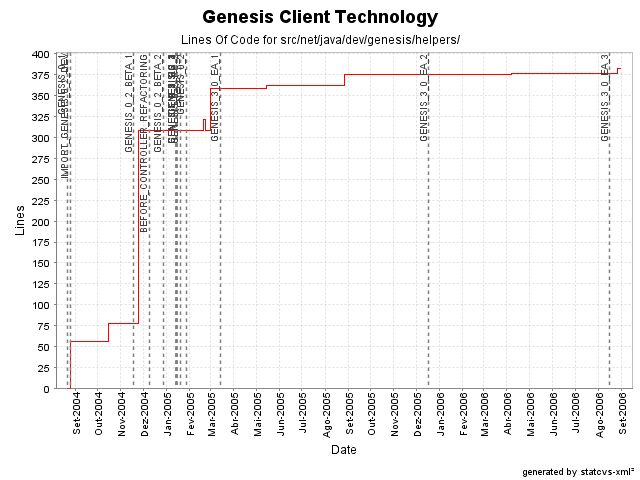 Genesis Client Technology
Lines Of Code for src/net/java/dev/genesis/helpers/
400
375
350
325
300
275
250
225
200
175
150
125
100
75
50
25
0
Lines
GENESIS_0_2_BETA_1
BEFORE_CONTROLLER_REFACTORING
GENESIS_0_2_BETA_2
GENESIS_3_0_EA_1
GENESIS_3_0_EA_2
GENESIS_3_0_EA_3
Set-2004
Out-2004
Nov-2004
Dez-2004
Jan-2005
Fev-2005
Mar-2005
Abr-2005
Mai-2005
Jun-2005
Jul-2005
Ago-2005
Set-2005
Out-2005
Nov-2005
Dez-2005
Jan-2006
Fev-2006
Mar-2006
Abr-2006
Mai-2006
Jun-2006
Jul-2006
Ago-2006
Set-2006
Date
generated by statcvs-xml²